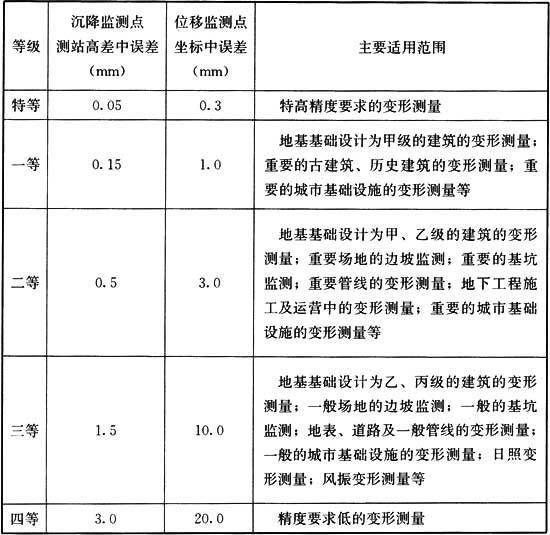 等级
沉降监测点
测站高差中误差
（mm）
位移监测点
坐标中误差
（mm）
主要适用范围
特等
0.05
0.3
特高精度要求的变形测量
一等
0.15
1.0
地基基础设计为甲级的建筑的变形测量；
重要的古建筑、历史建筑的变形测量；重
要的城市基础设施的变形测量等
二等
0.5
3.0
地基基础设计为甲、乙级的建筑的变形
测量；重要场地的边坡监测；重要的基坑
监测；重要管线的变形测量；地下工程施
工及运营中的变形测量；重要的城市基础
设施的变形测量等
三等
1.5
10.0
地基基础设计为乙、丙级的建筑的变形
测量；一般场地的边坡监测；一般的基坑
监测；地表、道路及一般管线的变形测量；
一般的城市基础设施的变形测量；日照变
形测量；风振变形测量等
四等
3.0
20.0
精度要求低的变形测量